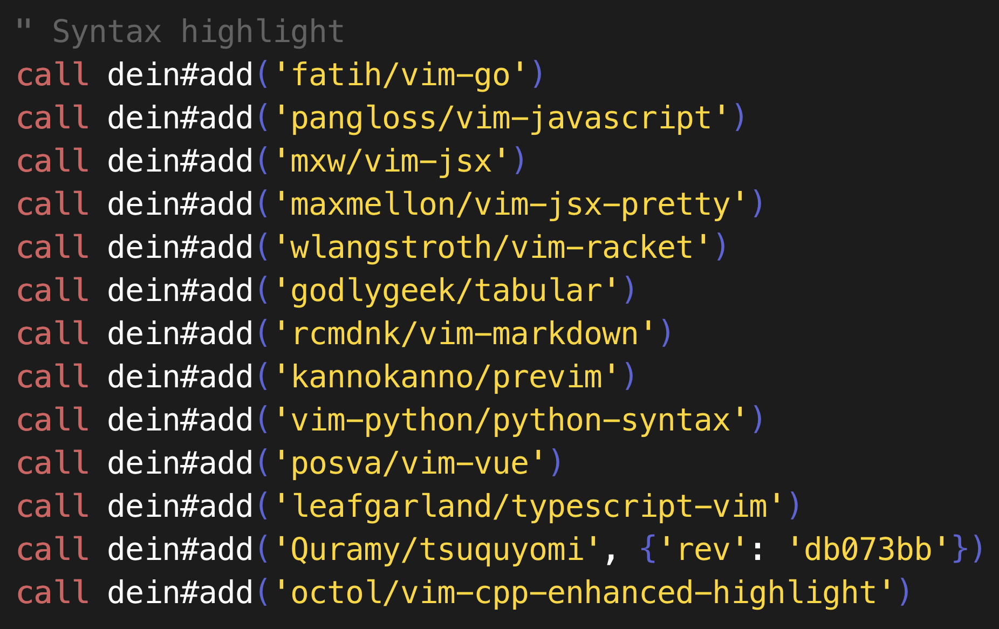 " Syntax highlight
call dein#add('fatih/vim-go')
call dein#add('pangloss/vim-javascript')
call dein#add('mxw/vim-jsx')
call dein#add('maxmellon/vim-jsx-pretty')
call dein#add('wlangstroth/vim-racket')
call dein#add('godlygeek/tabular')
call dein#add('rcmdnk/vim-markdown')
call dein#add('kannokanno/previm')
call dein#add('vim-python/python-syntax')
call dein#add('posva/vim-vue')
call dein#add('leafgarland/typescript-vim')
call dein#add('Quramy/tsuquyomi', {'rev': 'db073bb'})
call dein#add('octol/vim-cpp-enhanced-highlight')